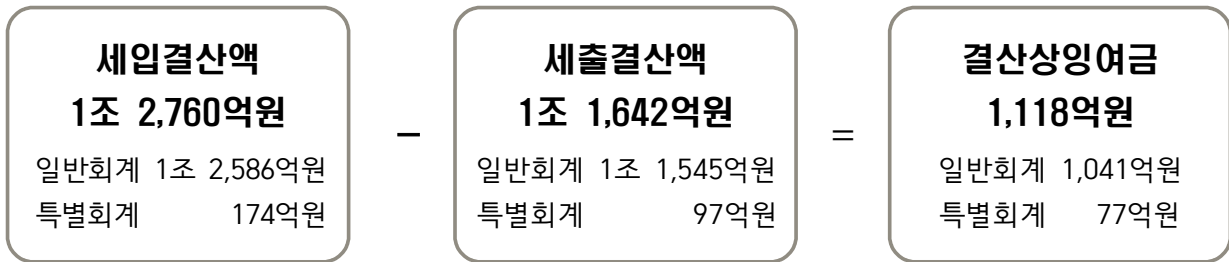 세입결산액
1조 2,760억원
일반회계 1조 2,586억원
특별회계 174억원
−
세출결산액
1조 1,642억원
일반회계 1조 1,545억원
특별회계 97억원
=
결산상잉여금
1,118억원
일반회계 1,041억원
특별회계 77억원